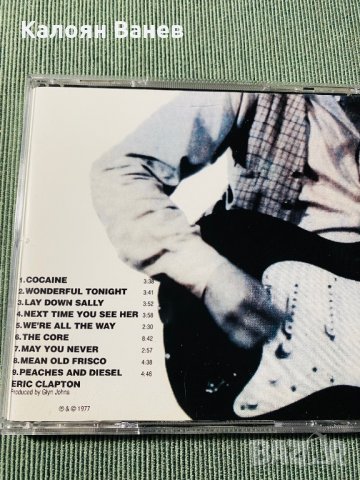 Калоян Ванев
1.COCAINE 3:38
2.WONDERFUL TONIGHT 3:41
3.LAY DOWN SALLY 3:52
4.NEXT TIME YOU SEE HER 3:58
5.WE'RE ALL THE WAY 2:30
6.THE CORE 8:42
7.MAY YOU NEVER 2:57
8.MEAN OLD FRISCO 4:38
9.PEACHES AND DIESEL 4:46
ERIC CLAPTON
Produced by Glyn Johns
℗ & © 1977
BAZAR